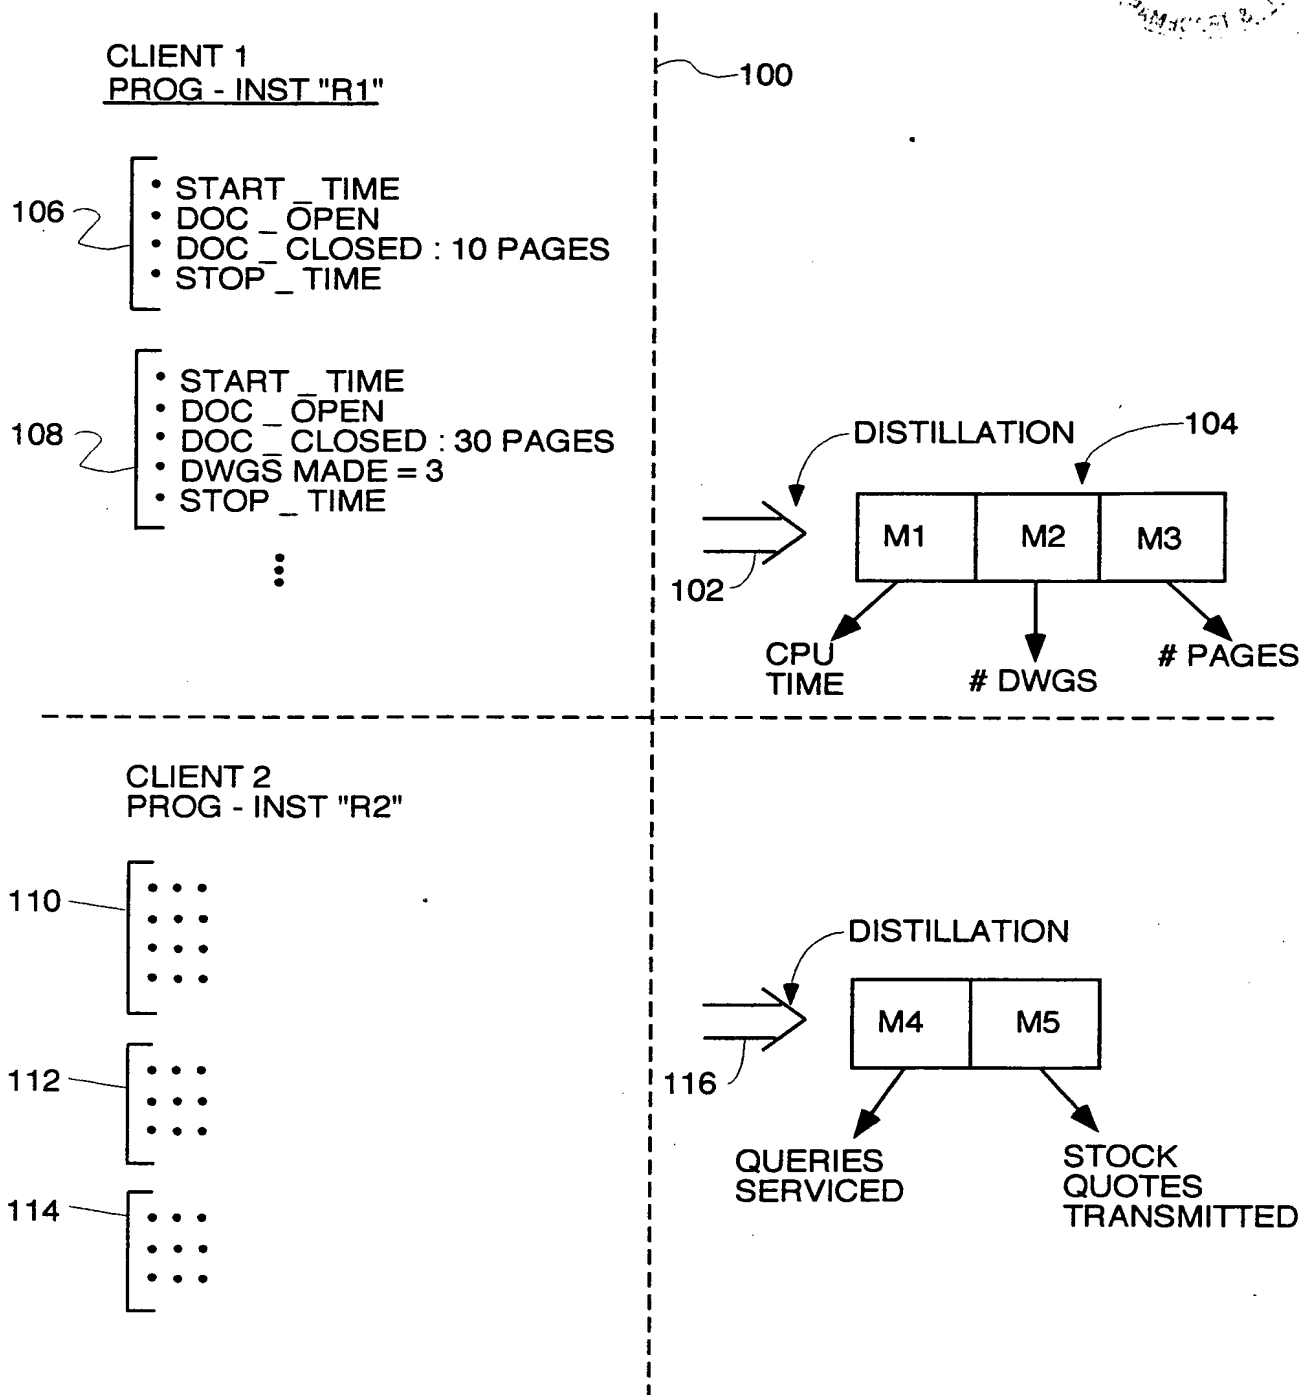 CLIENT 1
PROG - INST "R1"
100
106
• START _ TIME
• DOC _ OPEN
• DOC _ CLOSED : 10 PAGES
• STOP _ TIME
108
• START _ TIME
• DOC _ OPEN
• DOC _ CLOSED : 30 PAGES
• DWGS MADE = 3
• STOP _ TIME
DISTILLATION
104
102
M1 M2 M3
CPU
TIME
# DWGS
# PAGES
CLIENT 2
PROG - INST "R2"
110
112
114
DISTILLATION
116
M4 M5
QUERIES
SERVICED
STOCK
QUOTES
TRANSMITTED